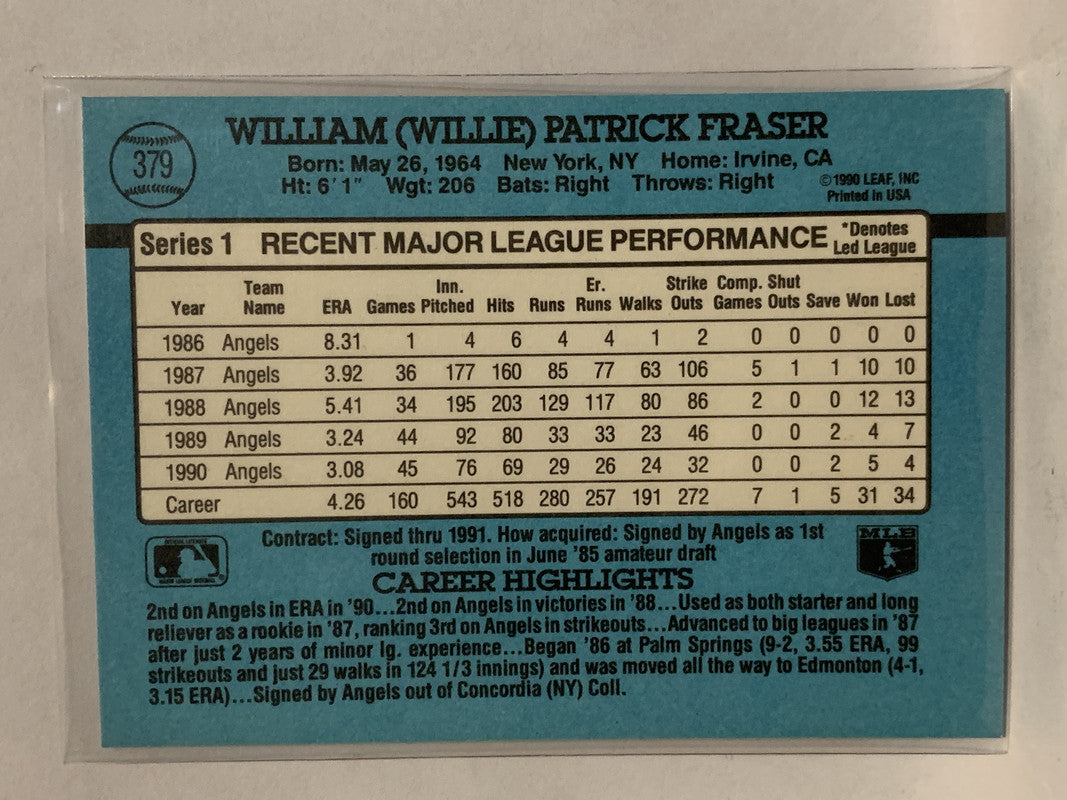 379
WILLIAM (WILLIE) PATRICK FRASER
Born: May 26, 1964 New York, NY Home: Irvine, CA
Ht: 6' 1" Wgt: 206 Bats: Right Throws: Right
©1990 LEAF, INC
Printed in USA
Series 1 RECENT MAJOR LEAGUE PERFORMANCE *Denotes Led League
Year Team Name ERA Games Inn. Pitched Hits Runs Er. Runs Walks Strike Outs Comp. Games Shut Outs Save Won Lost
1986 Angels 8.31 1 4 6 4 4 1 2 0 0 0 0 0
1987 Angels 3.92 36 177 160 85 77 63 106 5 1 1 10 10
1988 Angels 5.41 34 195 203 129 117 80 86 2 0 0 12 13
1989 Angels 3.24 44 92 80 33 33 23 46 0 0 2 4 7
1990 Angels 3.08 45 76 69 29 26 24 32 0 0 2 5 4
Career 4.26 160 543 518 280 257 191 272 7 1 5 31 34
Contract: Signed thru 1991. How acquired: Signed by Angels as 1st
round selection in June '85 amateur draft
MLB
CAREER HIGHLIGHTS
2nd on Angels in ERA in '90...2nd on Angels in victories in '88...Used as both starter and long
reliever as a rookie in '87, ranking 3rd on Angels in strikeouts...Advanced to big leagues in '87
after just 2 years of minor lg. experience...Began '86 at Palm Springs (9-2, 3.55 ERA, 99
strikeouts and just 29 walks in 124 1/3 innings) and was moved all the way to Edmonton (4-1,
3.15 ERA)...Signed by Angels out of Concordia (NY) Coll.